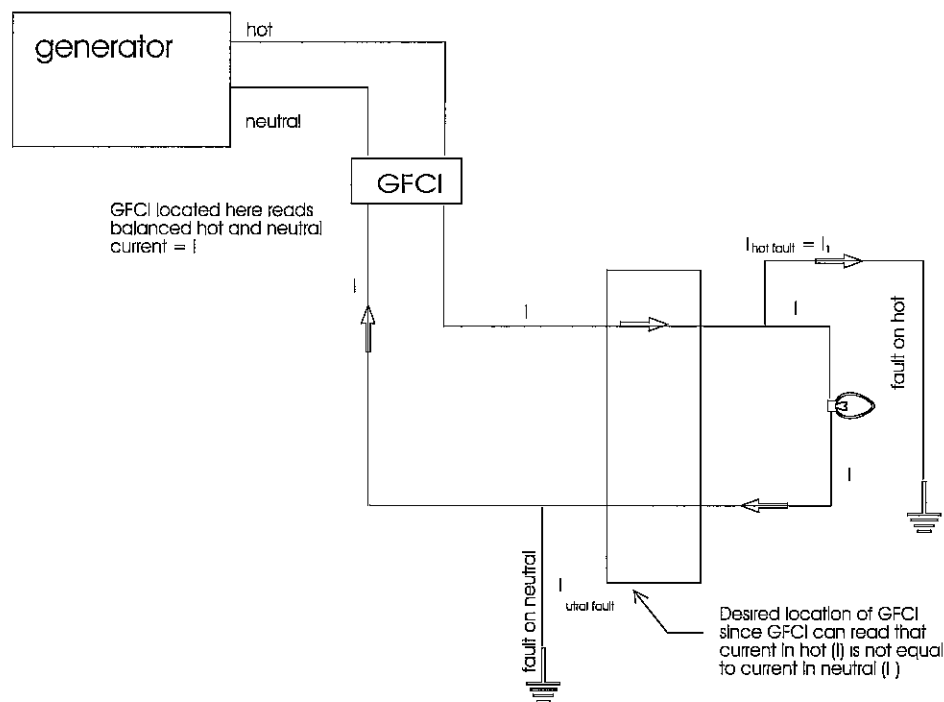 generator
hot
neutral
GFCI
GFCI located here reads
balanced hot and neutral
current = I
I hot fault = I₁
I
I
I
I
fault on hot
fault on neutral
I utral fault
Desired location of GFCI
since GFCI can read that
current in hot (I) is not equal
to current in neutral (I )